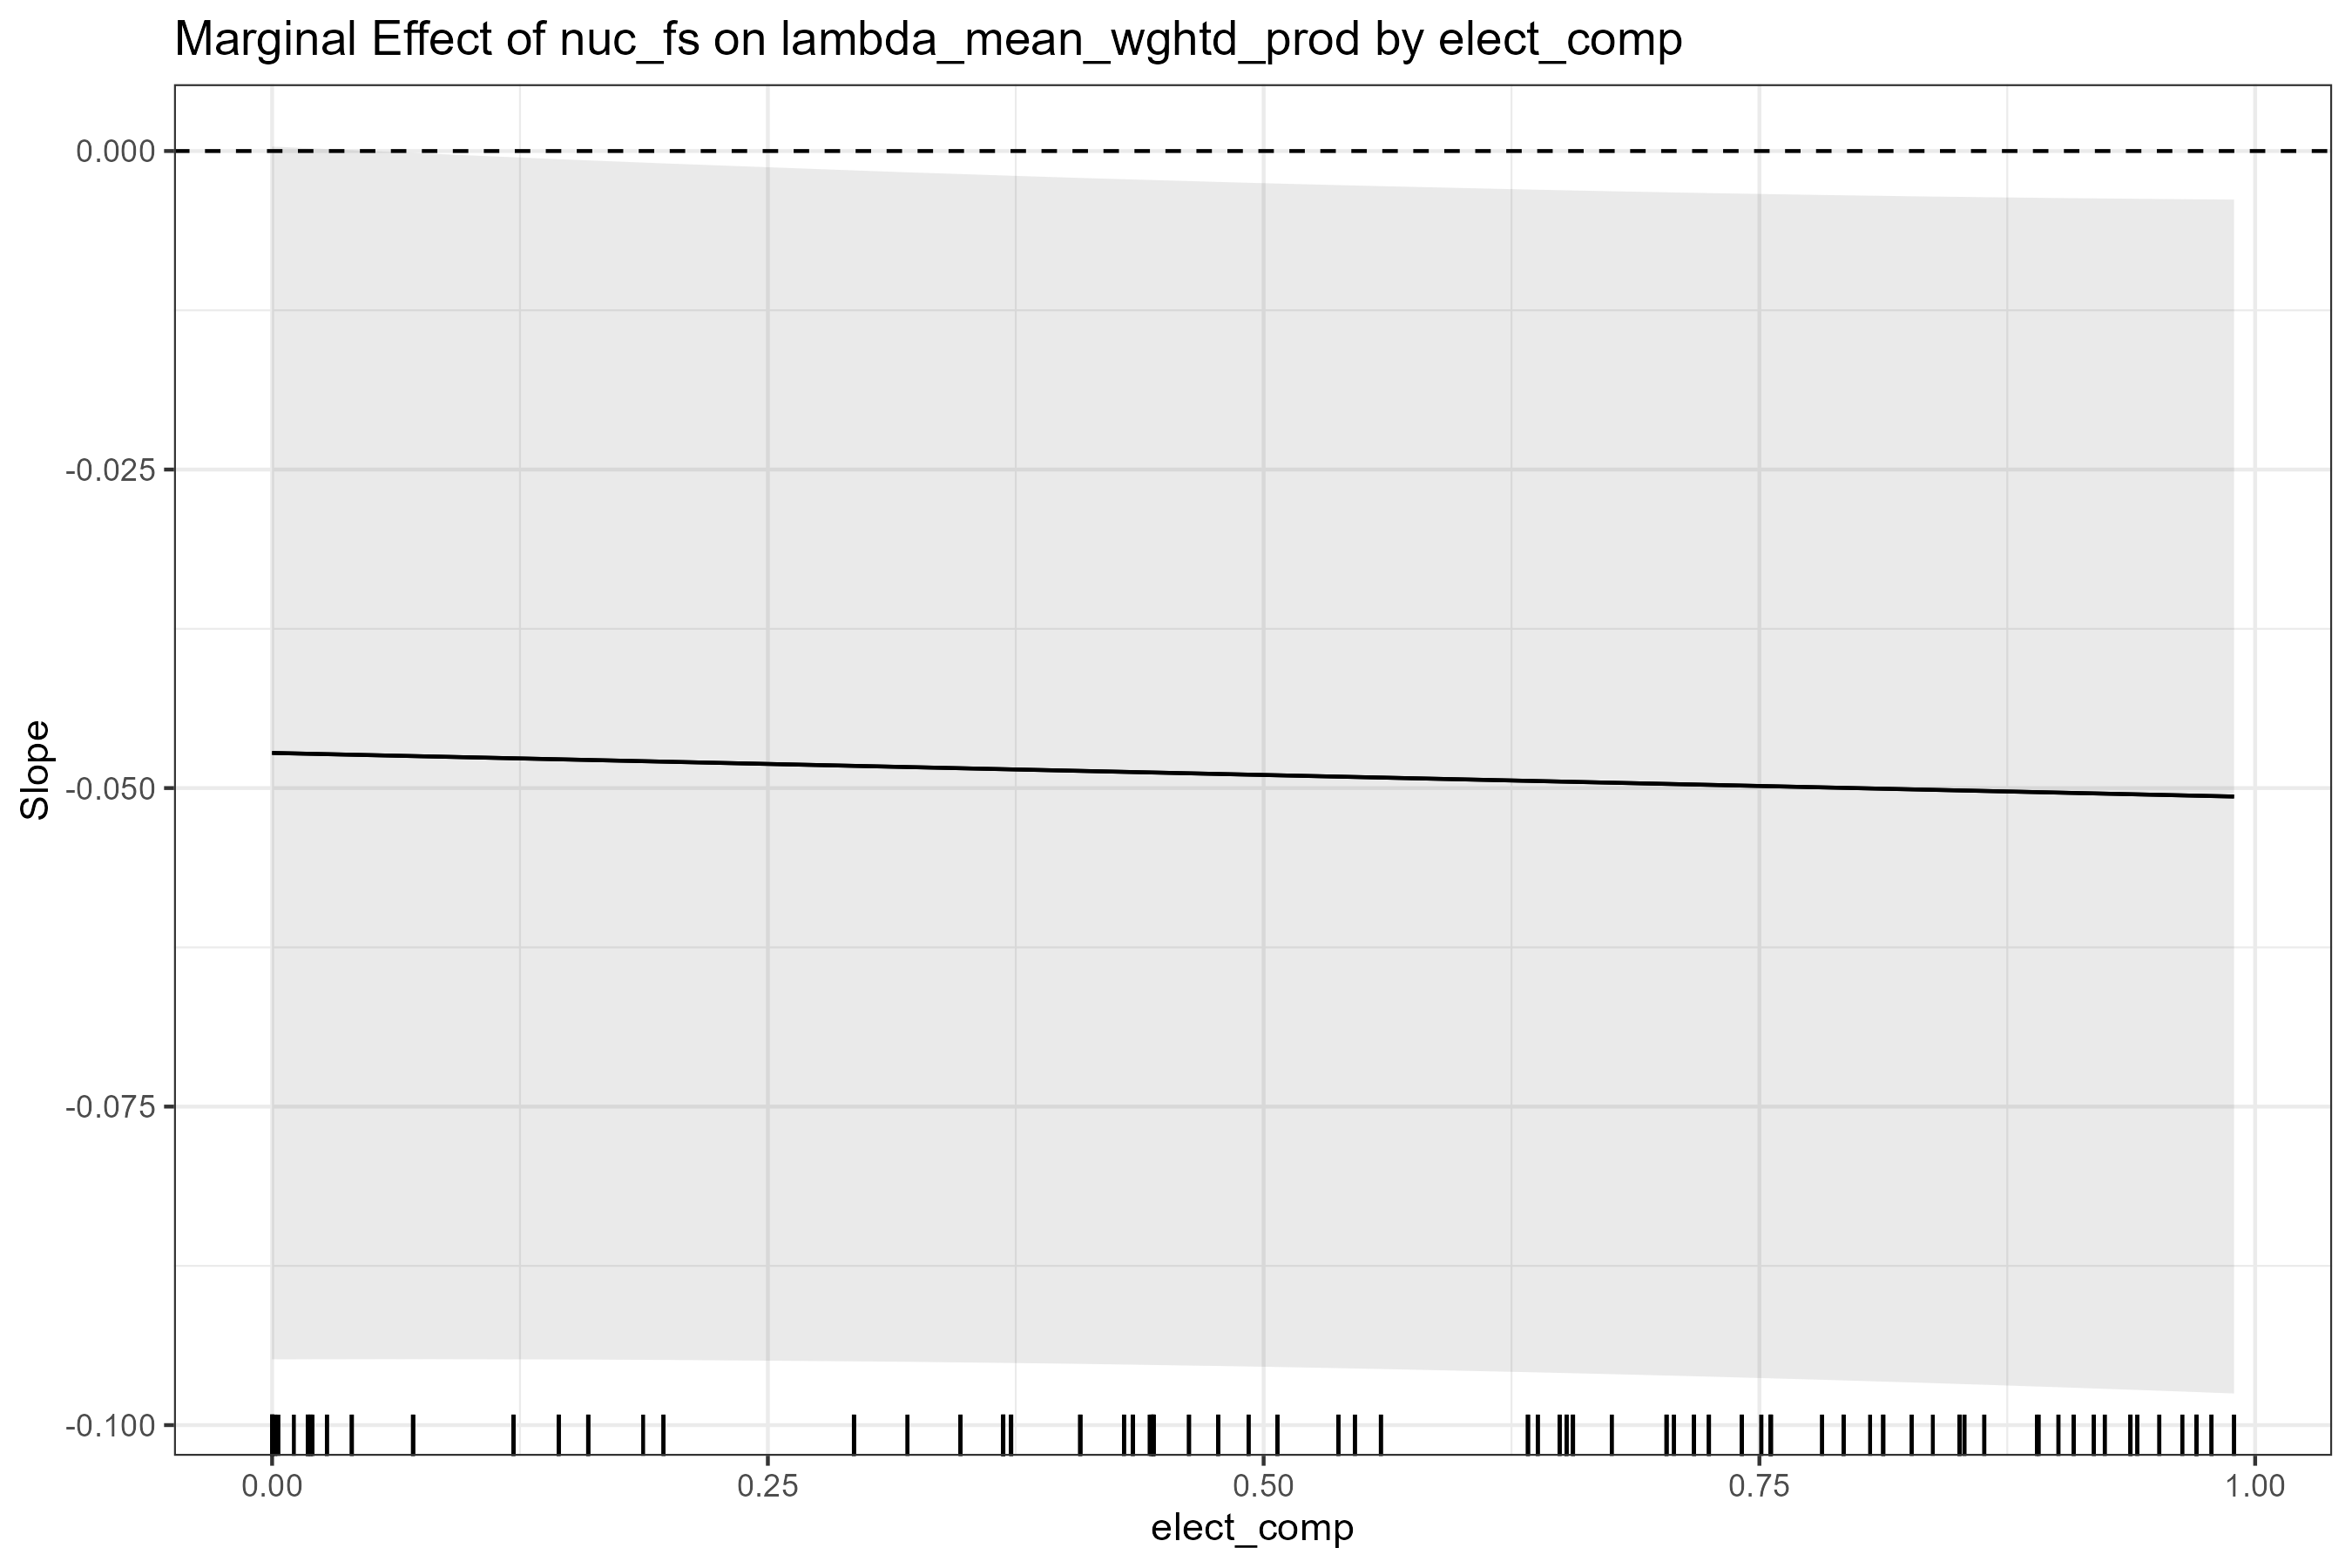 Marginal Effect of nuc_fs on lambda_mean_wghtd_prod by elect_comp
0.000
-0.025
-0.050
-0.075
-0.100
Slope
0.00 0.25 0.50 0.75 1.00
elect_comp